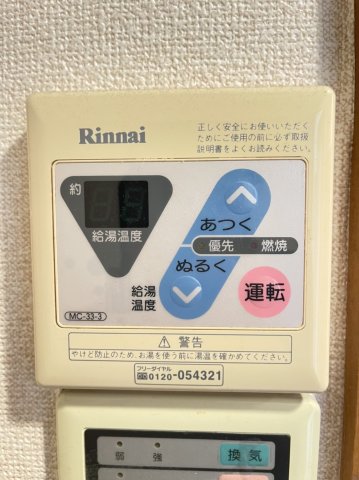 Rinnai
正しく安全にお使いいただく
ためにご使用の前に必ず取扱
説明書をよくお読みください。
約
給湯温度
あつく
優先 燃焼
ぬるく
給湯
温度
運転
MC-33-3
警告
やけど防止のため、お湯を使う前に湯温を確かめてください。
フリーダイヤル
0120-054321
弱 強
換気